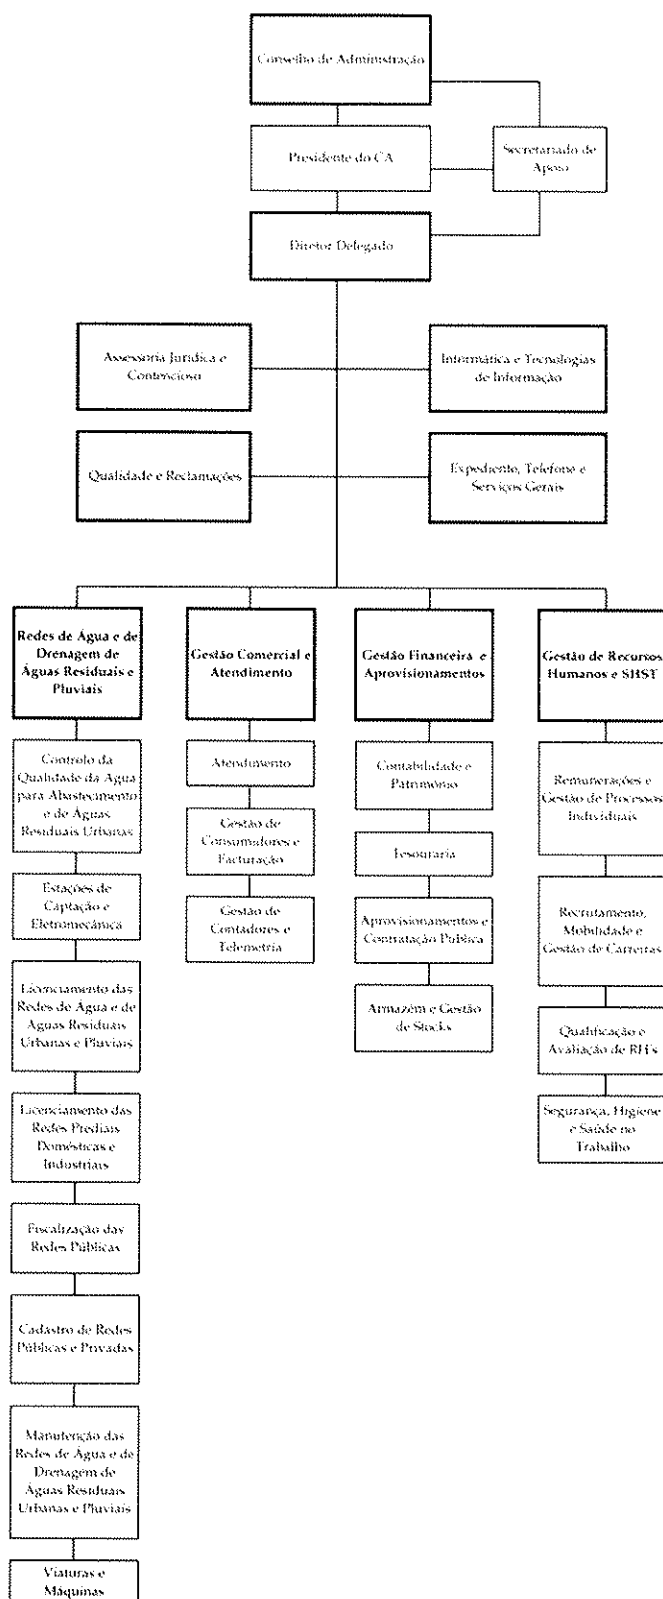 Conselho de Administração
Presidente do CA
Secretariado de
Apoio
Diretor Delegado
Assessoria Jurídica e
Contencioso
Informática e Tecnologias
de Informação
Qualidade e Reclamações
Expediente, Telefone e
Serviços Gerais
Redes de Água e de
Drenagem de
Águas Residuais e
Pluviais
Gestão Comercial e
Atendimento
Gestão Financeira e
Aprovisionamentos
Gestão de Recursos
Humanos e SHST
Controlo da
Qualidade da Água
para Abastecimento
e de Águas
Residuais Urbanas
Estações de
Captação e
Eletromecânica
Licenciamento das
Redes de Água e de
Águas Residuais
Urbanas e Pluviais
Licenciamento das
Redes Prediais
Domésticas e
Industriais
Fiscalização das
Redes Públicas
Cadastro de Redes
Públicas e Privadas
Manutenção das
Redes de Água e de
Drenagem de
Águas Residuais
Urbanas e Pluviais
Viaturas e
Máquinas
Atendimento
Gestão de
Consumidores e
Facturação
Gestão de
Contadores e
Telemetria
Contabilidade e
Património
Tesouraria
Aprovisionamentos e
Contratação Publica
Armazém e Gestão
de Stocks
Remunerações e
Gestão de Processos
Individuais
Recrutamento,
Mobilidade e
Gestão de Carreiras
Qualificação e
Avaliação de RH's
Segurança, Higiene
e Saúde no
Trabalho